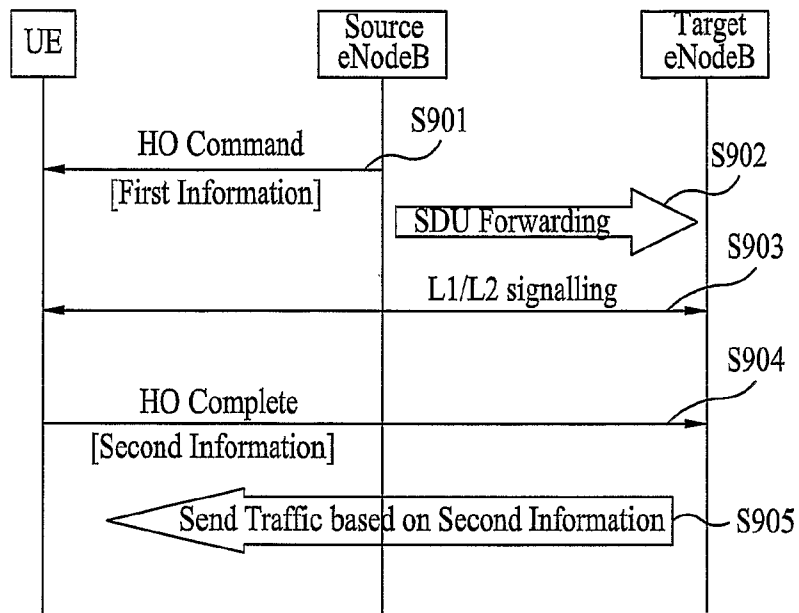 UE
Source
eNodeB
Target
eNodeB
S901
HO Command
[First Information]
S902
SDU Forwarding
S903
L1/L2 signalling
S904
HO Complete
[Second Information]
Send Traffic based on Second Information
S905